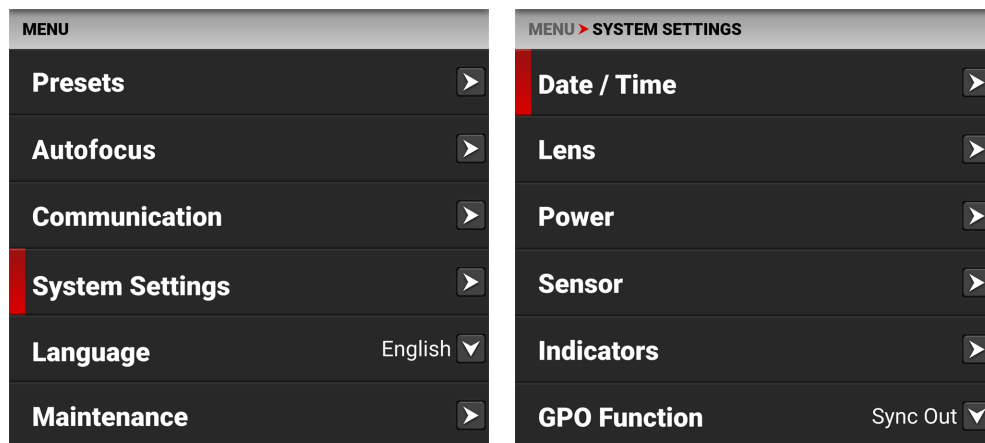 MENU
Presets
Autofocus
Communication
System Settings
Language English
Maintenance
MENU SYSTEM SETTINGS
Date / Time
Lens
Power
Sensor
Indicators
GPO Function Sync Out